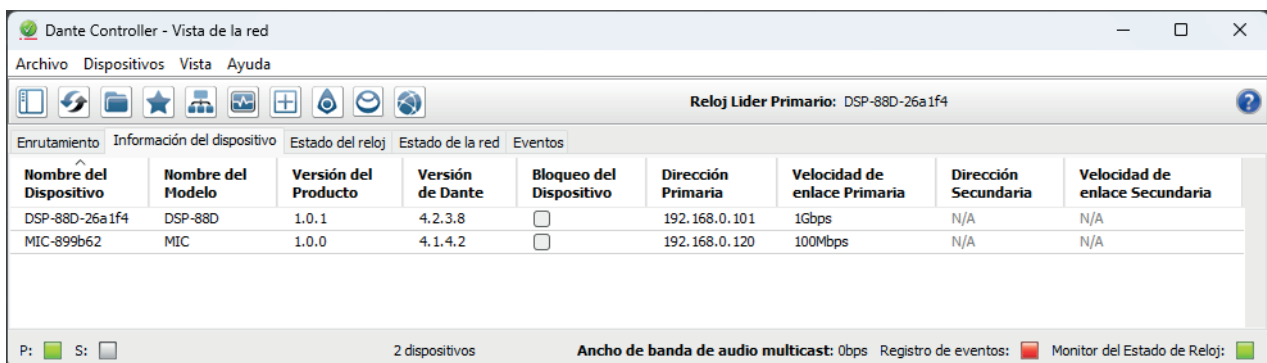 Dante Controller - Vista de la red
Archivo Dispositivos Vista Ayuda
Reloj Lider Primario: DSP-88D-26a1f4
?
Enrutamiento Información del dispositivo Estado del reloj Estado de la red Eventos
Nombre del Nombre del Versión del Versión Bloqueo del Dirección Velocidad de Dirección Velocidad de
Dispositivo Modelo Producto de Dante Dispositivo Primaria enlace Primaria Secundaria enlace Secundaria
DSP-88D-26a1f4 DSP-88D 1.0.1 4.2.3.8 192.168.0.101 1Gbps N/A N/A
MIC-899b62 MIC 1.0.0 4.1.4.2 192.168.0.120 100Mbps N/A N/A
P: S: 2 dispositivos Ancho de banda de audio multicast: 0bps Registro de eventos: Monitor del Estado de Reloj: